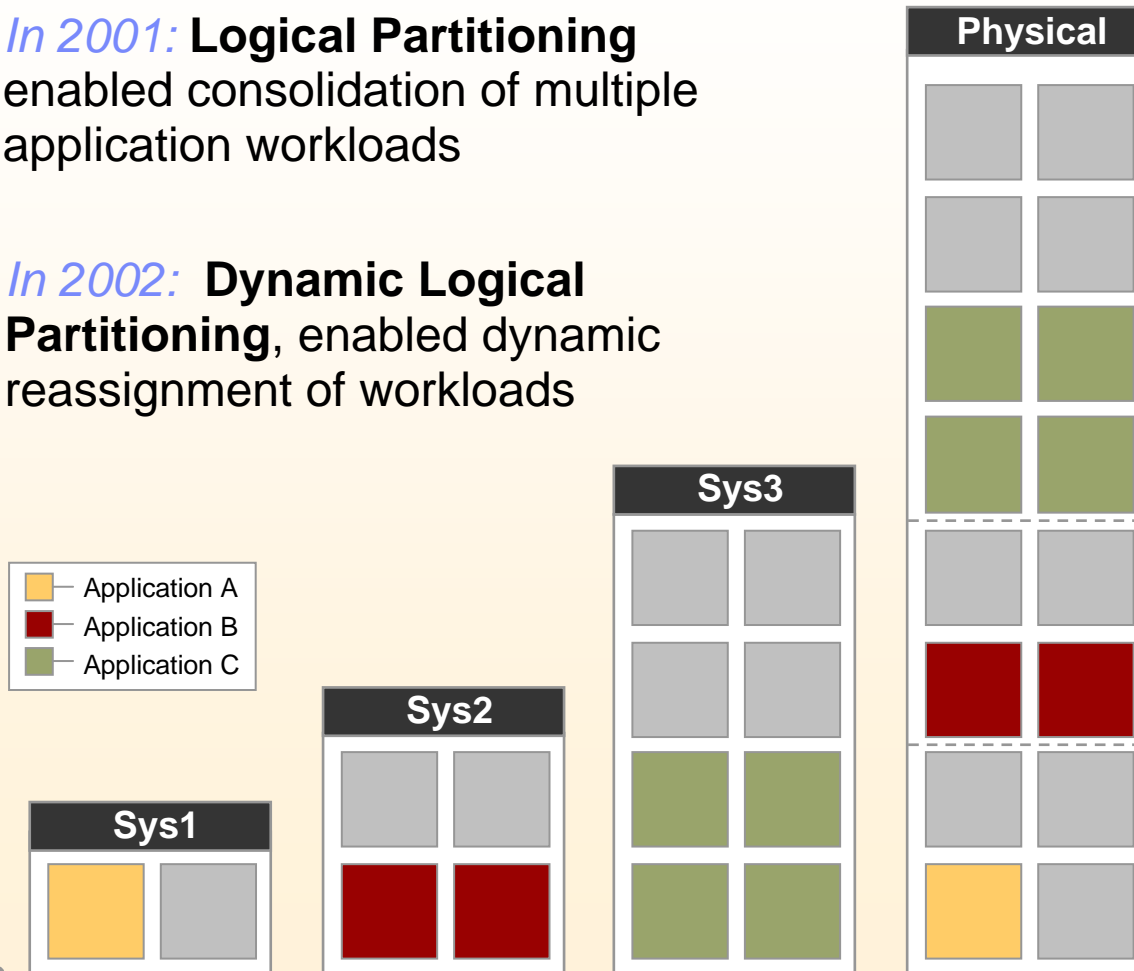 In 2001: Logical Partitioning
enabled consolidation of multiple
application workloads
In 2002: Dynamic Logical
Partitioning, enabled dynamic
reassignment of workloads
Application A
Application B
Application C
Sys1
Sys2
Sys3
Physical